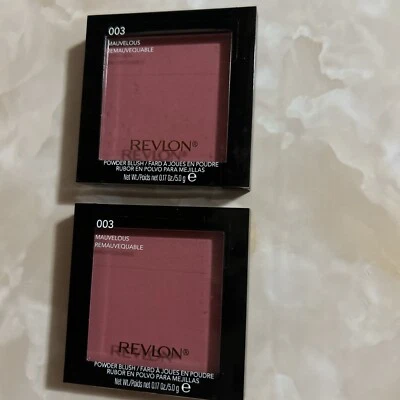 003
MAUVELOUS
REMAUVEQUABLE
REVLON®
POWDER BLUSH / FARD À JOUES EN POUDRE
RUBOR EN POLVO PARA MEJILLAS
Net Wt./Poids net 0.17 Oz./5.0 g e
003
MAUVELOUS
REMAUVEQUABLE
REVLON®
POWDER BLUSH / FARD À JOUES EN POUDRE
RUBOR EN POLVO PARA MEJILLAS
Net Wt./Poids net 0.17 Oz./5.0 g e